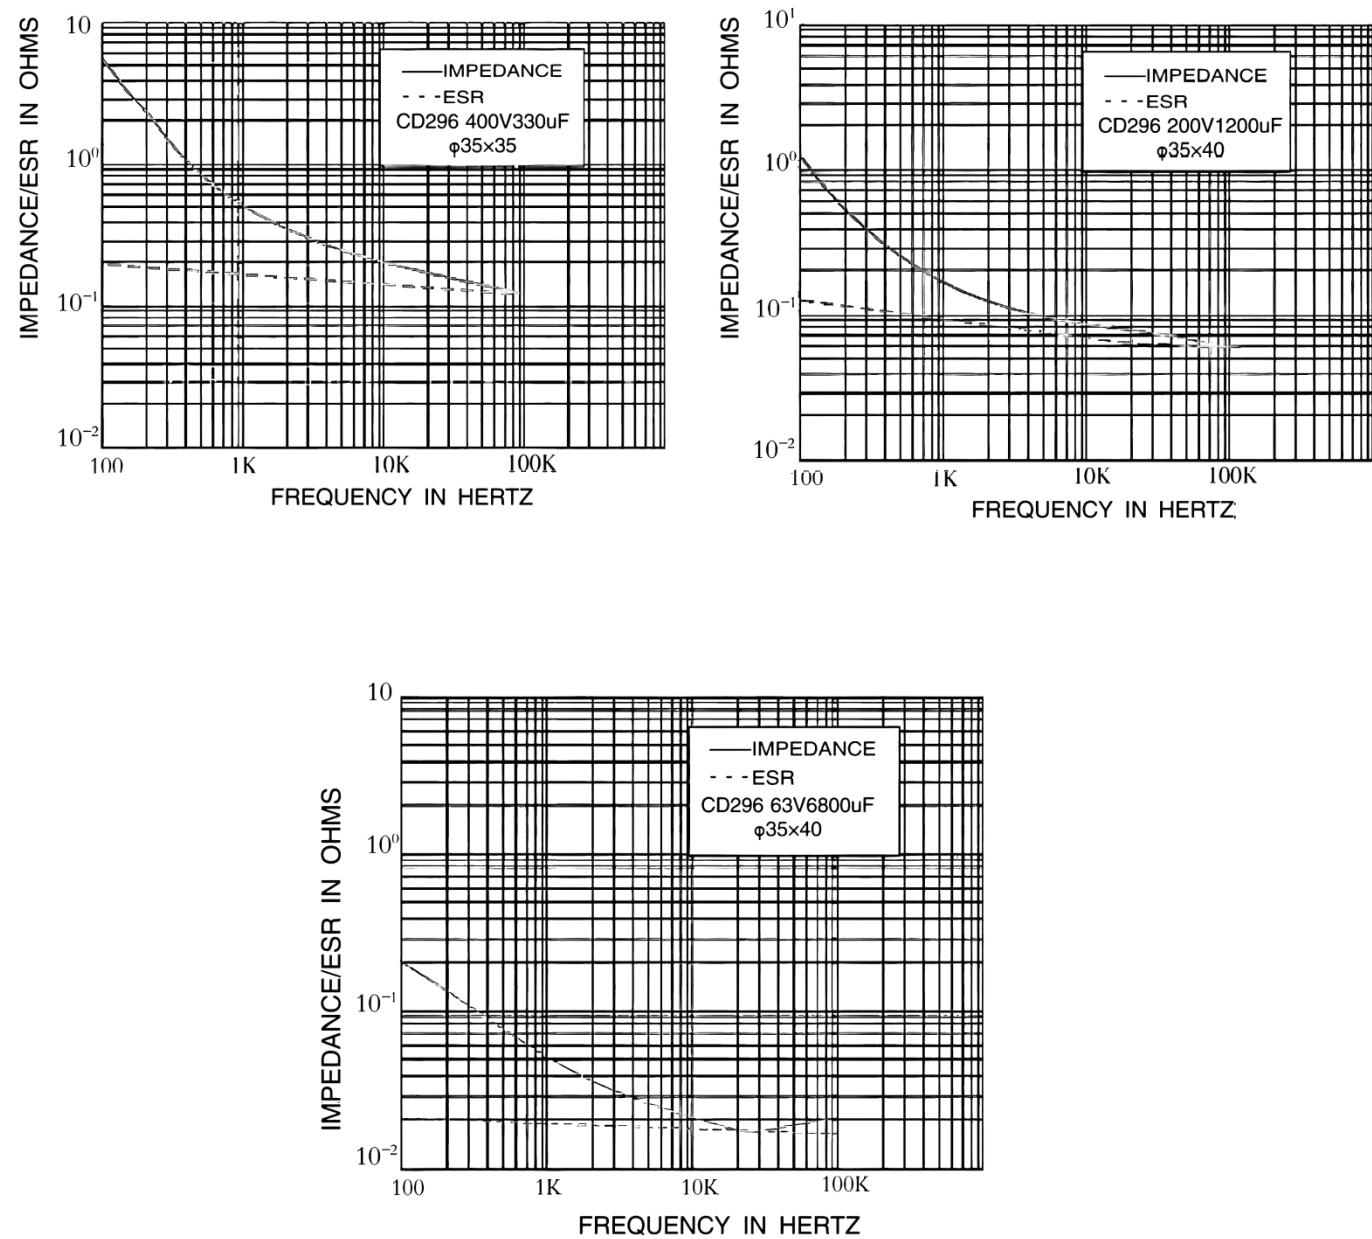 IMPEDANCE/ESR IN OHMS
10
10⁰
10⁻¹
10⁻²
IMPEDANCE
ESR
CD296 400V330uF
φ35×35
100
1K
10K
100K
FREQUENCY IN HERTZ
IMPEDANCE/ESR IN OHMS
10¹
10⁰
10⁻¹
10⁻²
IMPEDANCE
ESR
CD296 200V1200uF
φ35×40
100
1K
10K
100K
FREQUENCY IN HERTZ
IMPEDANCE/ESR IN OHMS
10
10⁰
10⁻¹
10⁻²
IMPEDANCE
ESR
CD296 63V6800uF
φ35×40
100
1K
10K
100K
FREQUENCY IN HERTZ